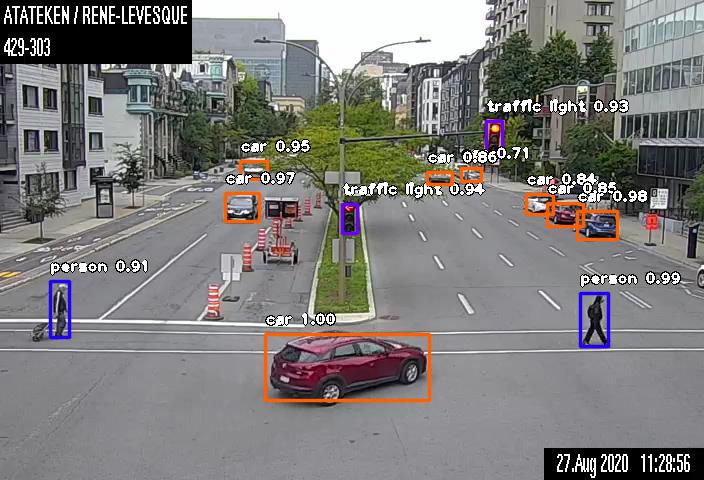 ATATEKEN / RENE-LEVESQUE
429-303
traffic light 0.93
car 0.95
car 0.86
0.71
car 0.97
traffic light 0.94
car 0.84
car 0.85
car 0.98
person 0.91
person 0.99
car 1.00
27.Aug 2020 11:28:56